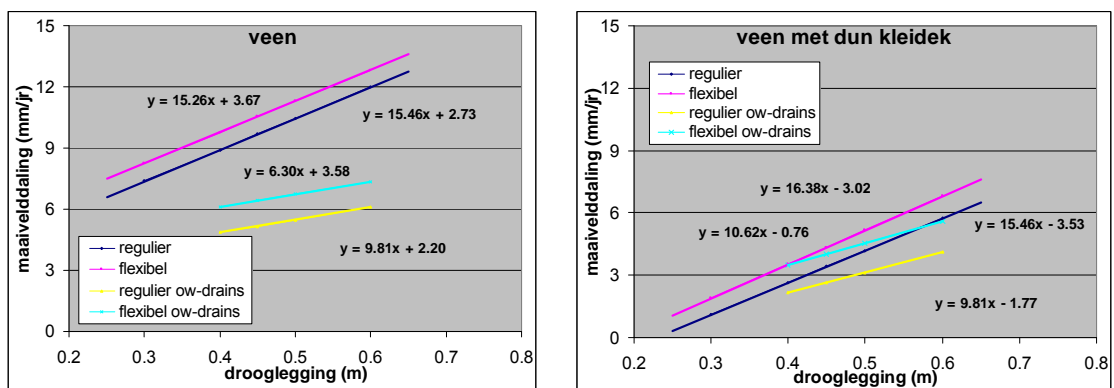 veen
maaivelddaling (mm/jr)
15
12
9
6
3
0
y = 15.26x + 3.67
y = 15.46x + 2.73
y = 6.30x + 3.58
y = 9.81x + 2.20
regulier
flexibel
regulier ow-drains
flexibel ow-drains
0.2 0.3 0.4 0.5 0.6 0.7 0.8
drooglegging (m)
veen met dun kleidek
maaivelddaling (mm/jr)
15
12
9
6
3
0
regulier
flexibel
regulier ow-drains
flexibel ow-drains
y = 16.38x - 3.02
y = 10.62x - 0.76
y = 15.46x - 3.53
y = 9.81x - 1.77
0.2 0.3 0.4 0.5 0.6 0.7 0.8
drooglegging (m)